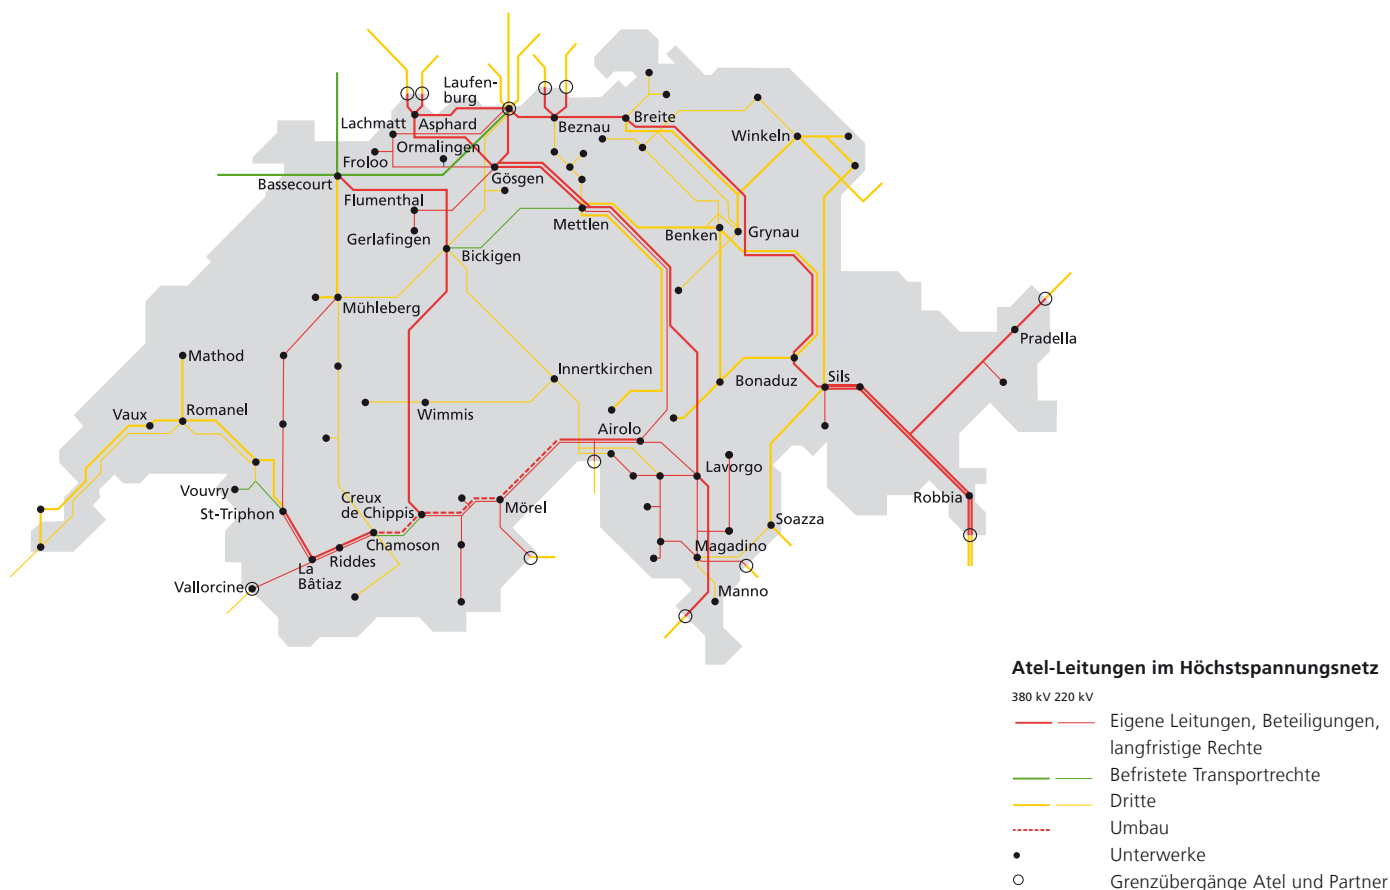 Laufen-
burg
Lachmatt
Asphard
Ormalingen
Froloo
Beznau
Breite
Winkeln
Bassecourt
Gösgen
Flumenthal
Gerlafingen
Mettlen
Benken
Grynau
Bickigen
Mühleberg
Pradella
Mathod
Innertkirchen
Bonaduz
Sils
Vaux
Romanel
Wimmis
Airolo
Lavorgo
Vouvry
St-Triphon
Creux
de Chippis
Mörel
Robbia
Chamoson
Soazza
Riddes
La
Bâtiaz
Magadino
Vallorcine
Manno
Atel-Leitungen im Höchstspannungsnetz
380 kV 220 kV
Eigene Leitungen, Beteiligungen,
langfristige Rechte
Befristete Transportrechte
Dritte
Umbau
Unterwerke
Grenzübergänge Atel und Partner